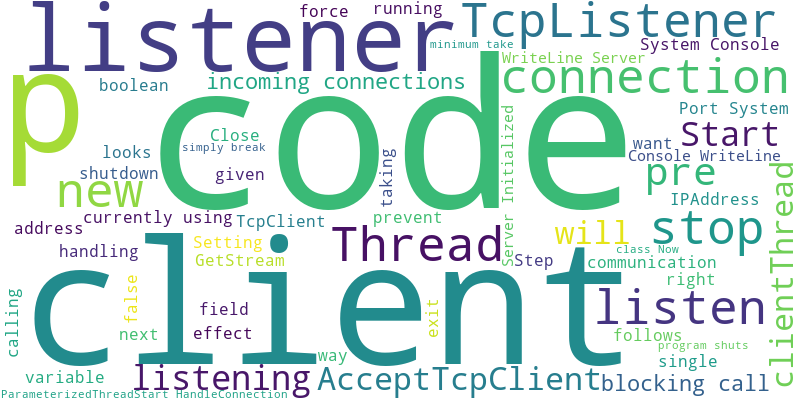 listener
force
running
TcpListener
minimum take
System Console
WriteLine Server
p
boolean
incoming connections
connection
code
Port System
Close
simply break
looks
want
Start
Console WriteLine
shutdown
given
new
taking
Server Initialized
pre
IPAddress
currently using
TcpClient
prevent
address
Thread
will
stop
clientThread
handling
Setting
GetStream
class Now
Step
communication
client
right
calling
false
field
exit
listen
next
effect
follows
program shuts
way
single
variable
listening
AcceptTcpClient
blocking call
ParameterizedThreadStart HandleConnection